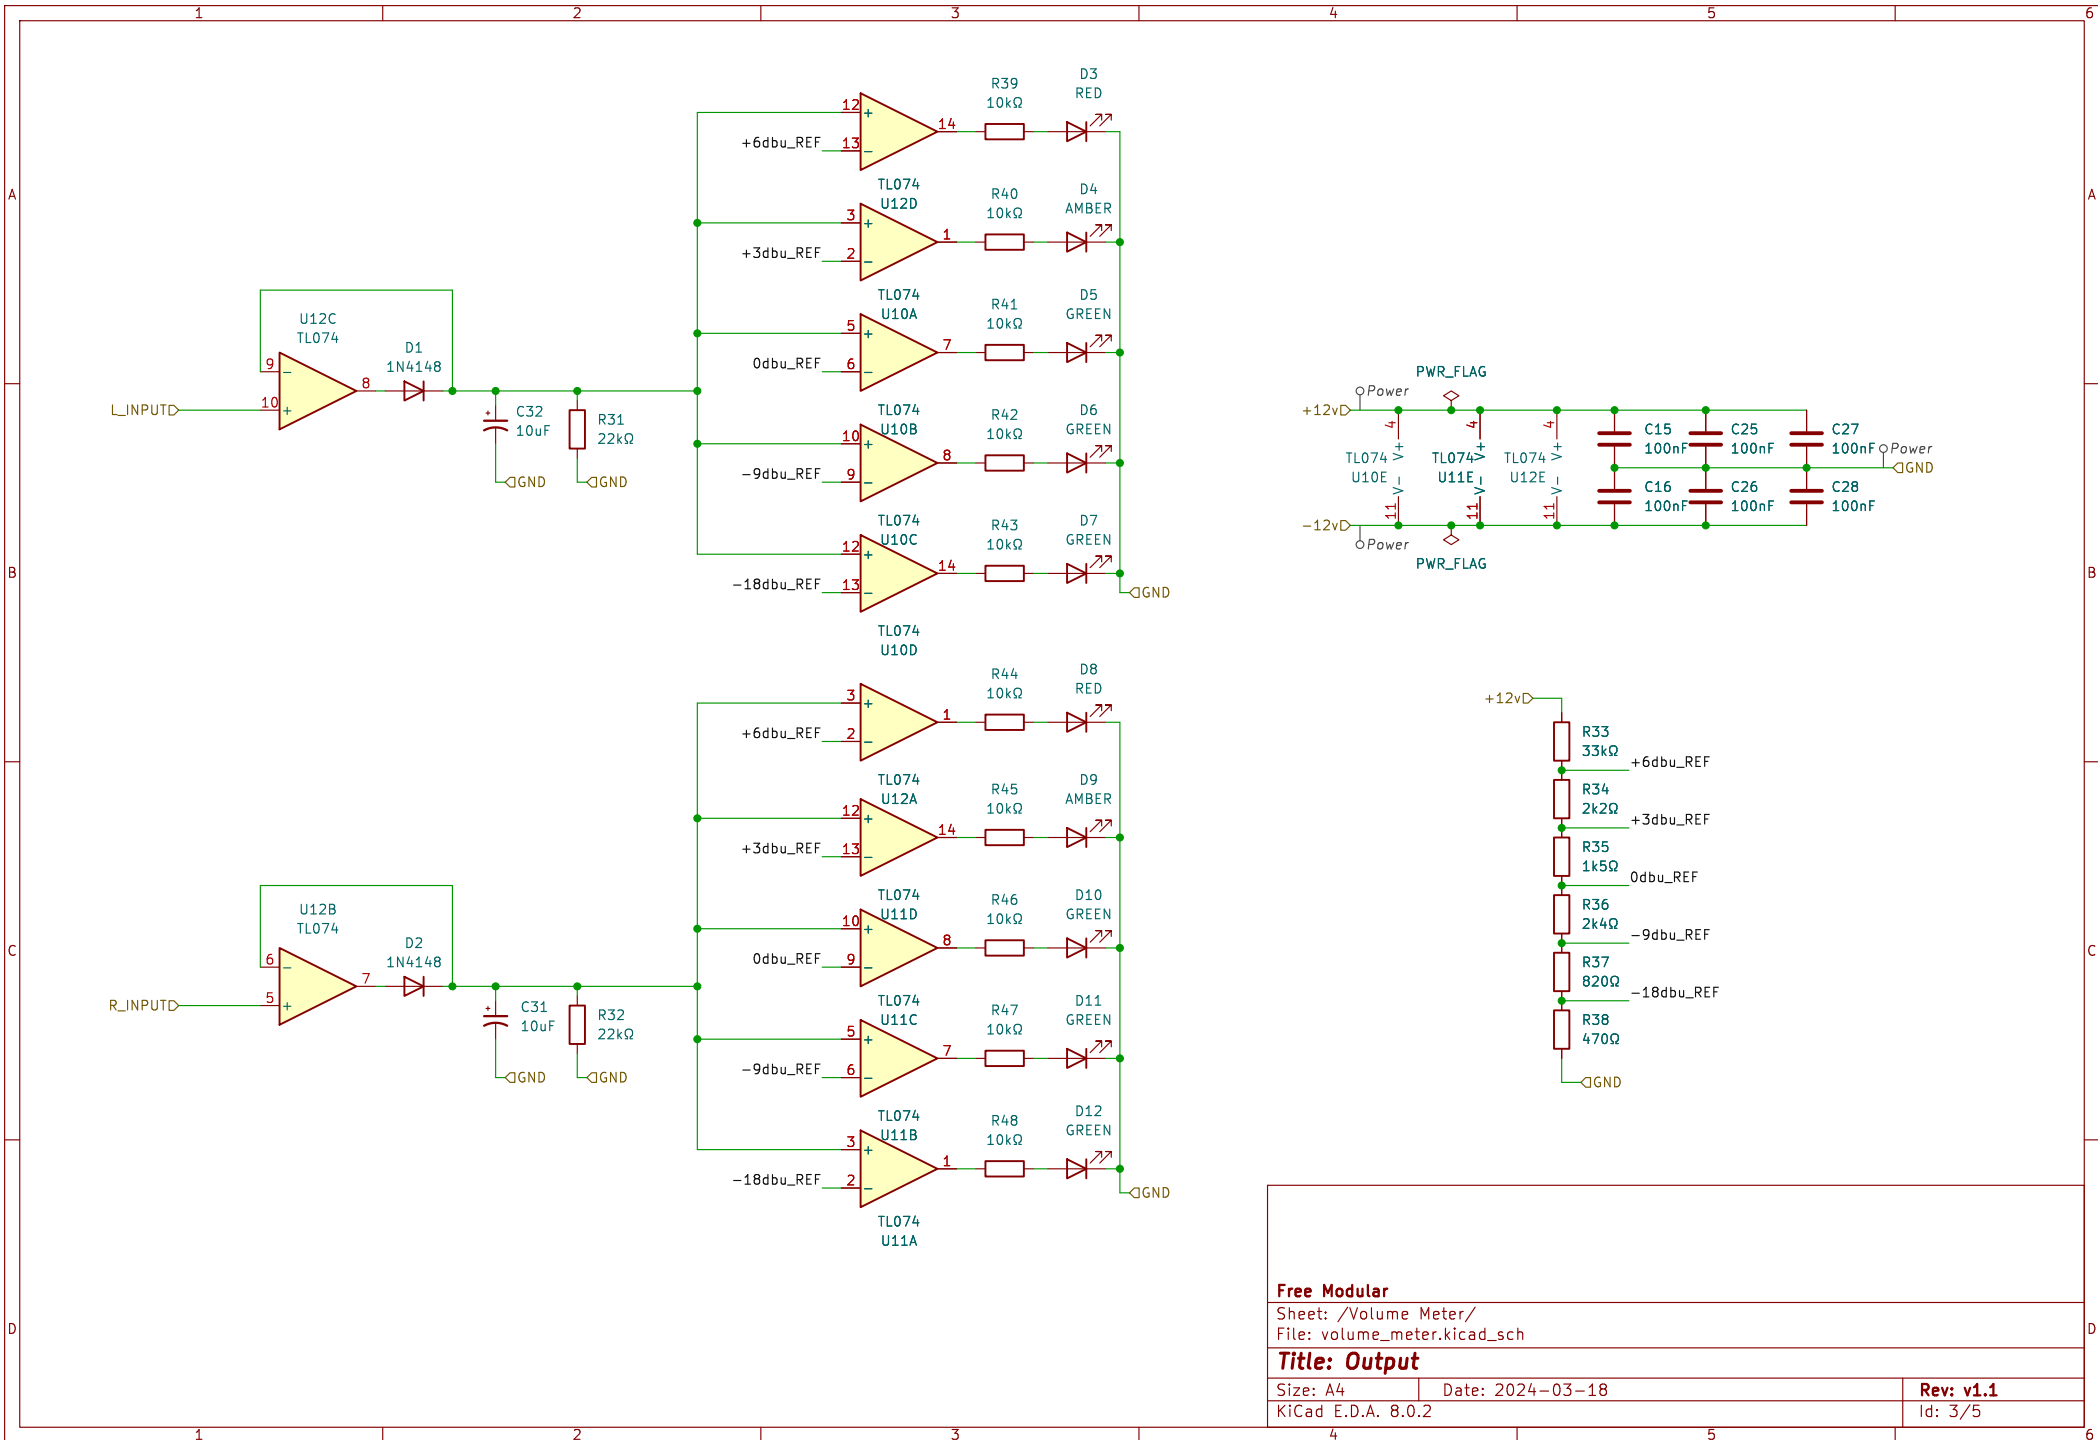 1 2 3 4 5 6
A
B
C
D
A
B
C
D
1 2 3 4 5 6
L_INPUT
U12C
TL074
9
10
8
−
+
D1
1N4148
C32
10uF
+
GND
R31
22kΩ
GND
12
13
14
+
−
+6dbu_REF
TL074
U12D
R39
10kΩ
D3
RED
3
2
1
+
−
+3dbu_REF
TL074
U10A
R40
10kΩ
D4
AMBER
5
6
7
+
−
0dbu_REF
TL074
U10B
R41
10kΩ
D5
GREEN
10
9
8
+
−
-9dbu_REF
TL074
U10C
R42
10kΩ
D6
GREEN
12
13
14
+
−
-18dbu_REF
TL074
U10D
R43
10kΩ
D7
GREEN
GND
R_INPUT
U12B
TL074
6
5
7
−
+
D2
1N4148
C31
10uF
+
GND
R32
22kΩ
GND
3
2
1
+
−
+6dbu_REF
TL074
U12A
R44
10kΩ
D8
RED
12
13
14
+
−
+3dbu_REF
TL074
U11D
R45
10kΩ
D9
AMBER
10
9
8
+
−
0dbu_REF
TL074
U11C
R46
10kΩ
D10
GREEN
5
6
7
+
−
-9dbu_REF
TL074
U11B
R47
10kΩ
D11
GREEN
3
2
1
+
−
-18dbu_REF
TL074
U11A
R48
10kΩ
D12
GREEN
GND
PWR_FLAG
Power
+12v
4
V+
TL074
U10E
V-
11
4
V+
TL074
U11E
V-
11
4
V+
TL074
U12E
V-
11
C15
100nF
C25
100nF
C27
100nF
Power
GND
C16
100nF
C26
100nF
C28
100nF
-12v
Power
PWR_FLAG
+12v
R33
33kΩ
+6dbu_REF
R34
2k2Ω
+3dbu_REF
R35
1k5Ω
0dbu_REF
R36
2k4Ω
-9dbu_REF
R37
820Ω
-18dbu_REF
R38
470Ω
GND
Free Modular
Sheet: /Volume Meter/
File: volume_meter.kicad_sch
Title: Output
Size: A4 Date: 2024-03-18 Rev: v1.1
KiCad E.D.A. 8.0.2 Id: 3/5